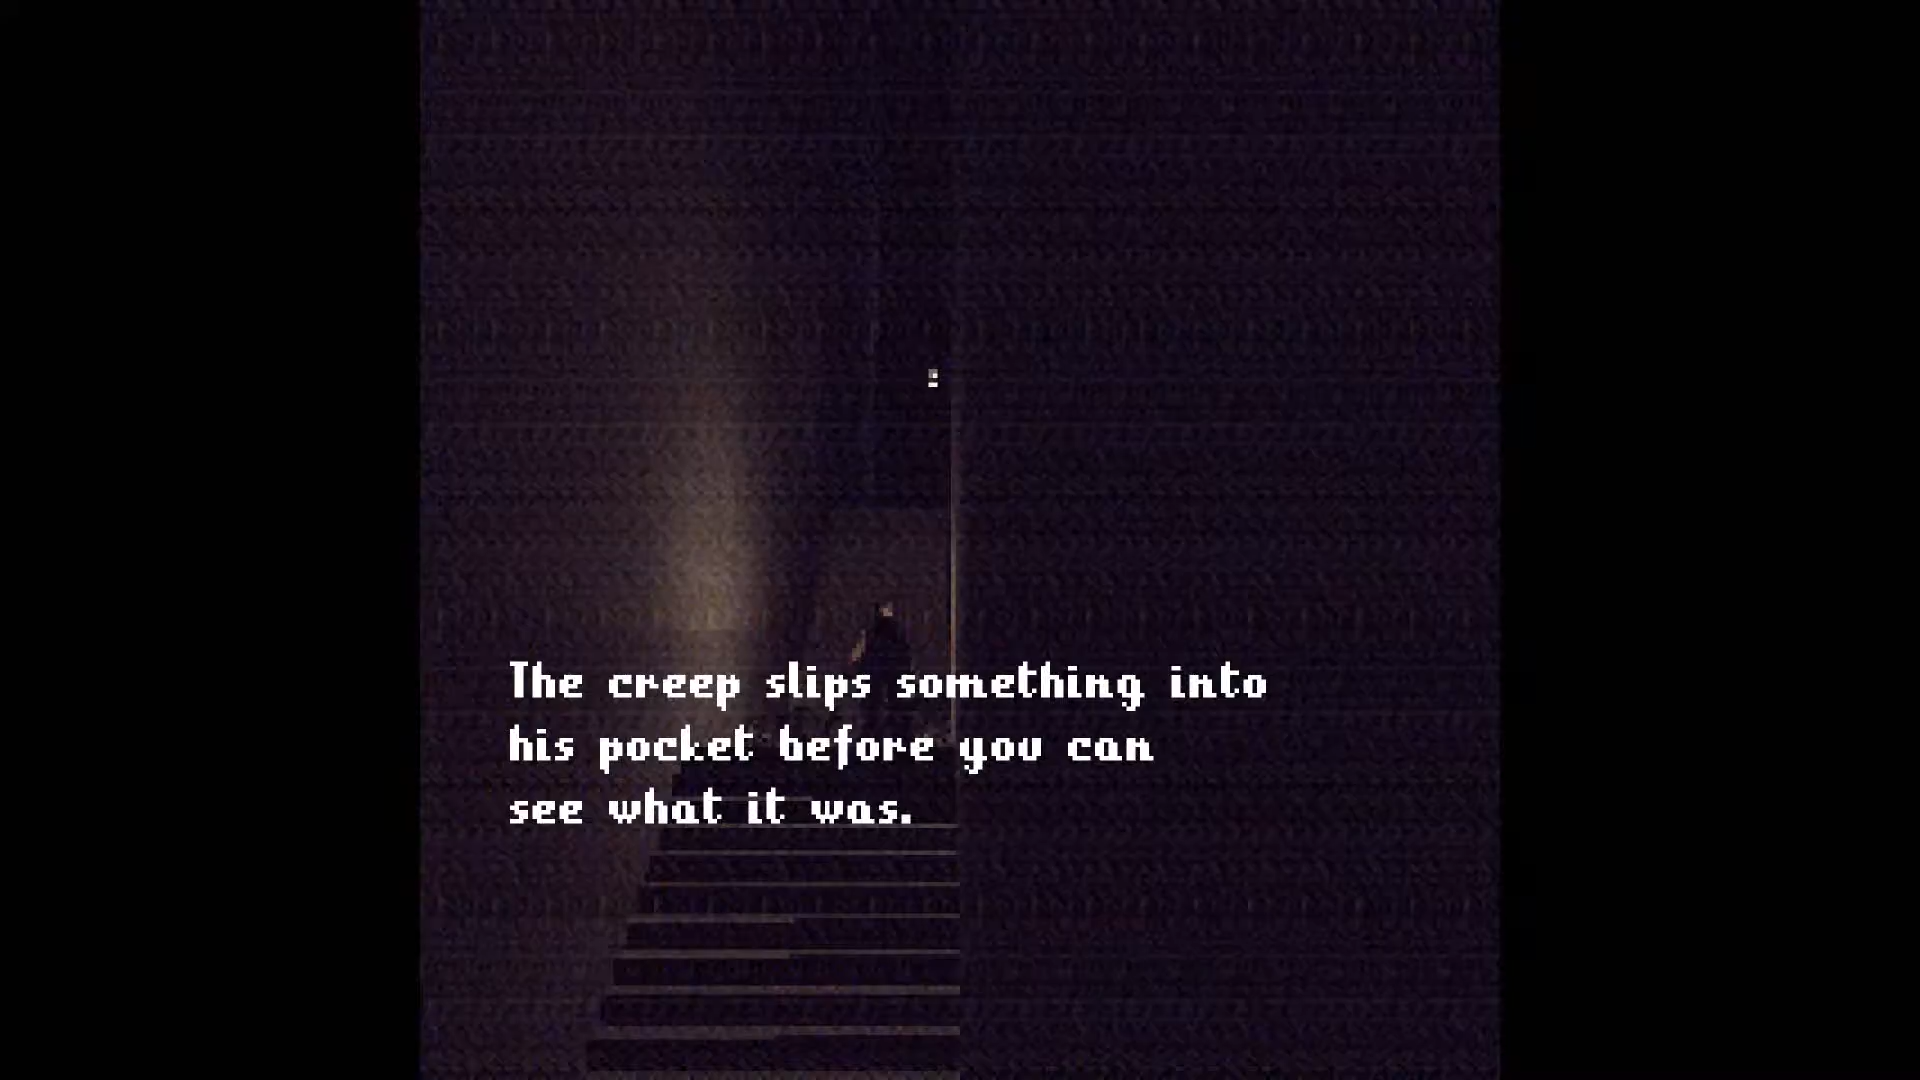 The creep slips something into
his pocket before you can
see what it was.